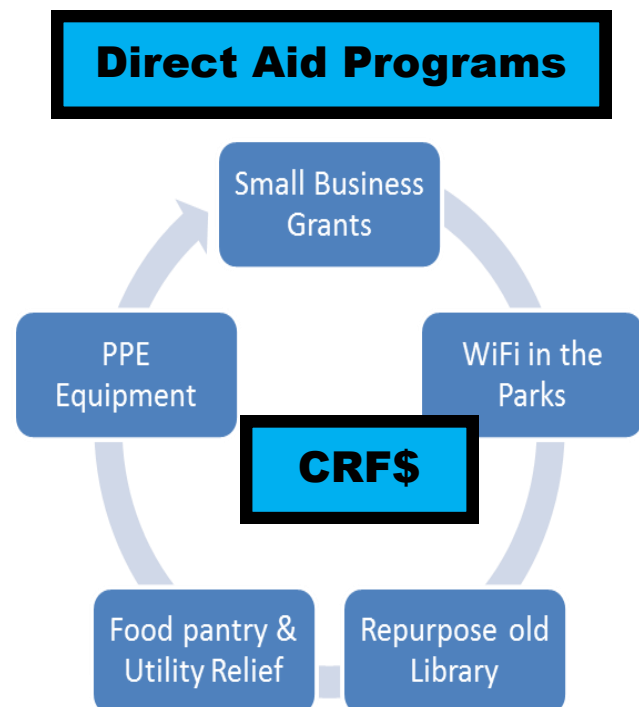 Direct Aid Programs
Small Business
Grants
WiFi in the
Parks
Repurpose old
Library
Food pantry &
Utility Relief
PPE
Equipment
CRF$